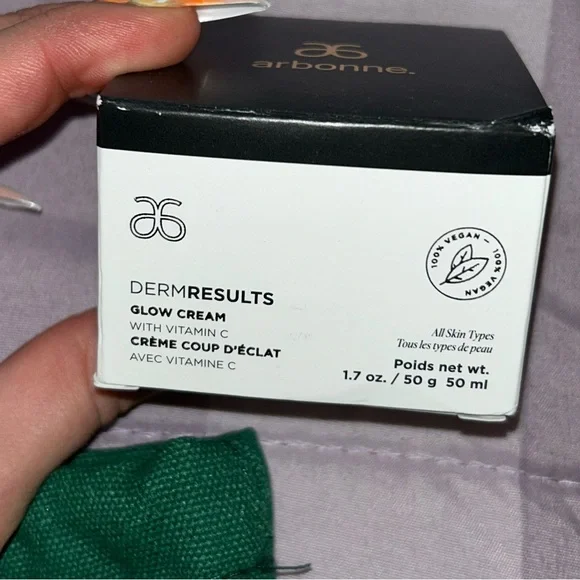 arbonne.
100% VEGAN — 100% VEGAN
DERMRESULTS
GLOW CREAM
WITH VITAMIN C
CRÈME COUP D'ÉCLAT
AVEC VITAMINE C
All Skin Types
Tous les types de peau
Poids net wt.
1.7 oz. / 50 g 50 ml